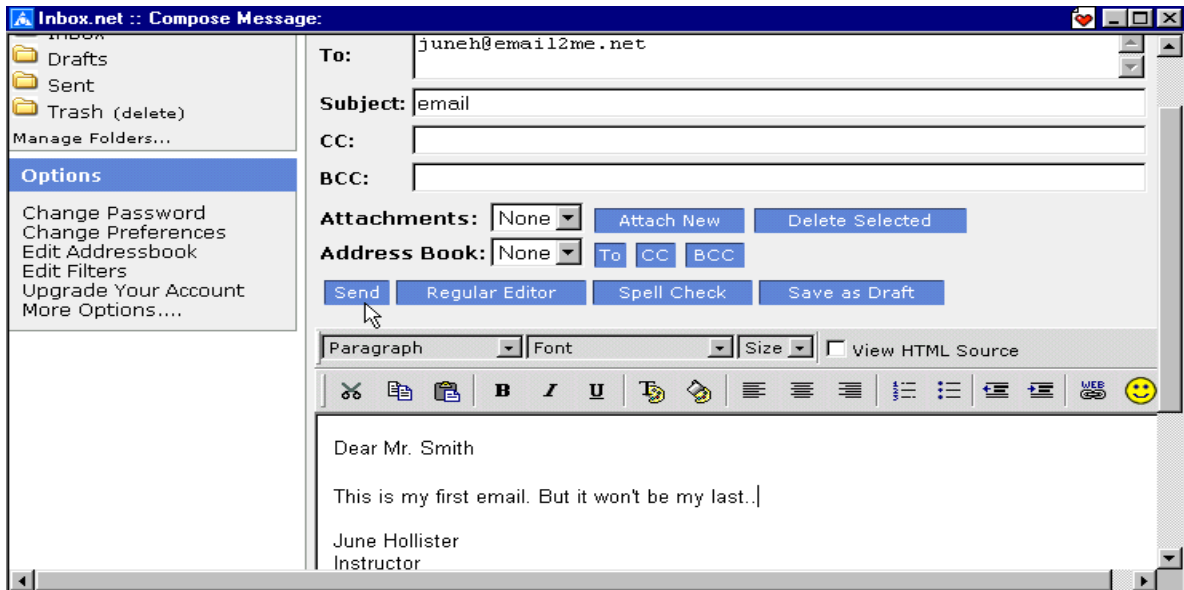 Inbox.net :: Compose Message:
Inbox
Drafts
Sent
Trash (delete)
Manage Folders...
Options
Change Password
Change Preferences
Edit Addressbook
Edit Filters
Upgrade Your Account
More Options....
To: juneh@email2me.net
Subject: email
CC:
BCC:
Attachments: None Attach New Delete Selected
Address Book: None To CC BCC
Send Regular Editor Spell Check Save as Draft
Paragraph Font Size View HTML Source
B I U WEB
Dear Mr. Smith
This is my first email. But it won't be my last..
June Hollister
Instructor